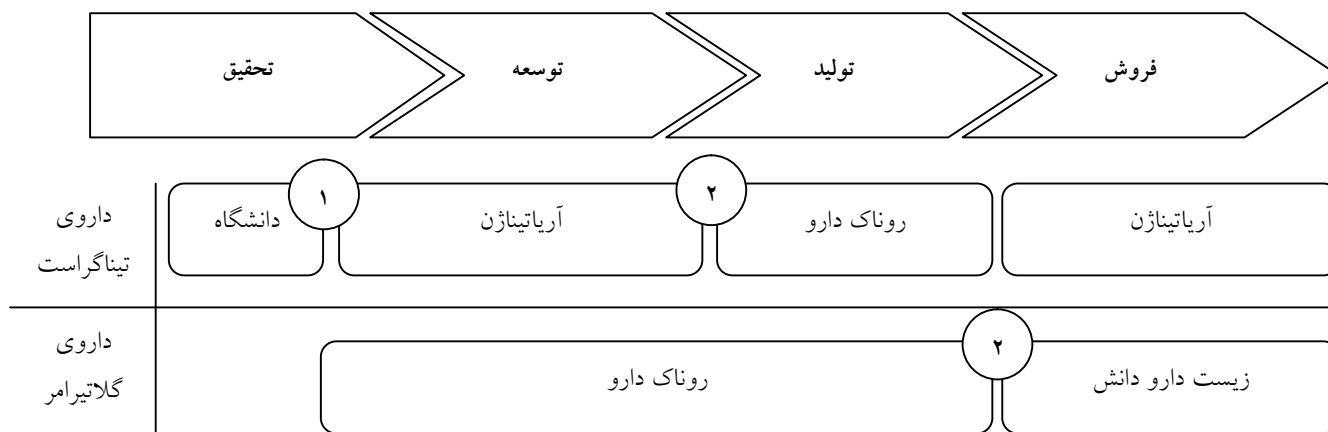 تحقیق
توسعه
تولید
فروش
داروی
تیناگراست
دانشگاه
۱
آریاتیناژن
۲
روناک دارو
آریاتیناژن
داروی
گلاتیرامر
روناک دارو
۲
زیست دارو دانش